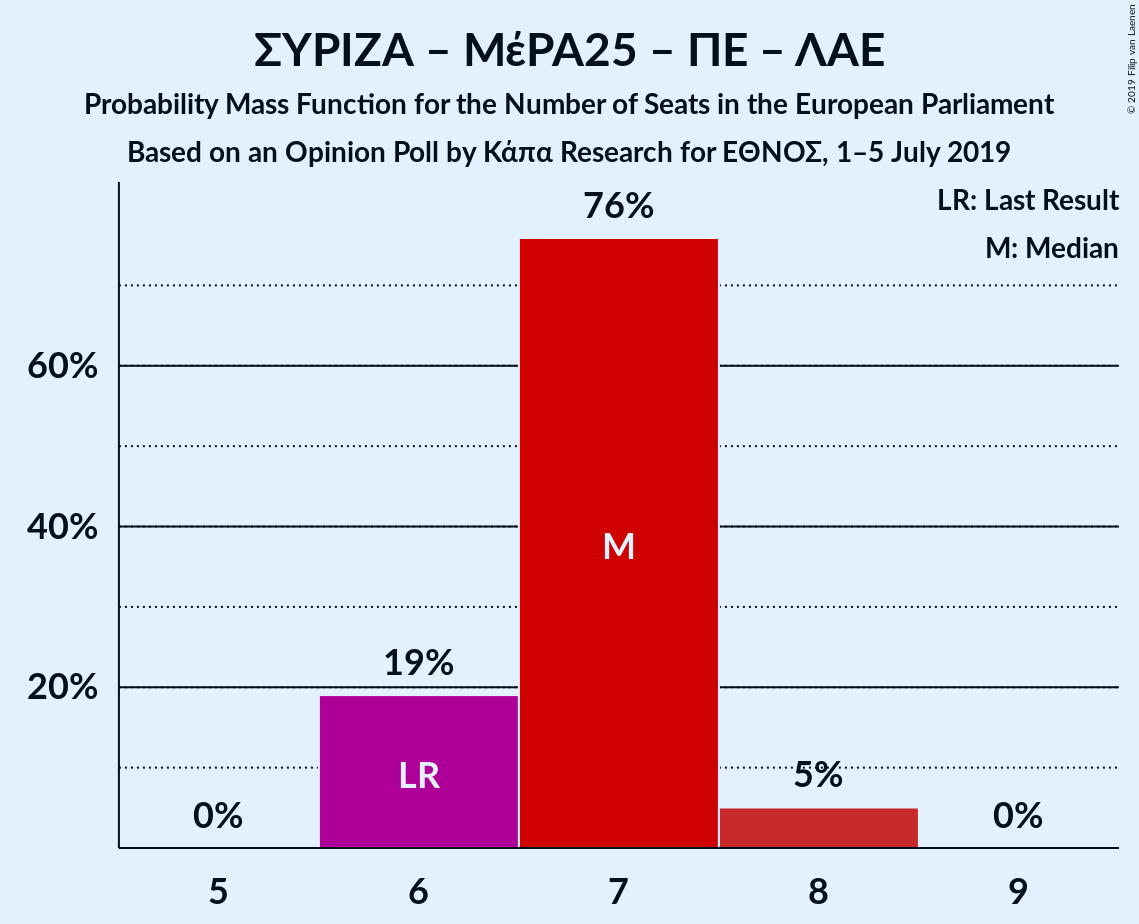 ΣΥΡΙΖΑ – ΜέΡΑ25 – ΠΕ – ΛΑΕ
Probability Mass Function for the Number of Seats in the European Parliament
Based on an Opinion Poll by Κάπα Research for ΕΘΝΟΣ, 1–5 July 2019
© 2019 Filip van Laenen
LR: Last Result
M: Median
76%
60%
40%
M
19%
20%
LR
5%
0%
0%
5 6 7 8 9